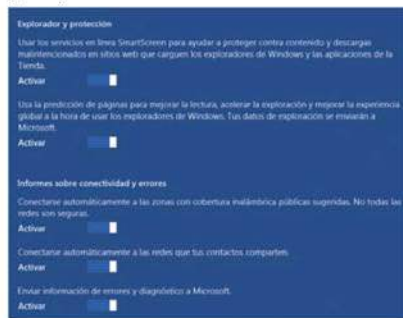 Explorador y protección
Usar los servicios en línea SmartScreen para ayudar a proteger contra contenido y descargas
malintencionados en sitios web que carguen los exploradores de Windows y las aplicaciones de la
Tienda.
Activar
Usa la predicción de páginas para mejorar la lectura, acelerar la exploración y mejorar la experiencia
global a la hora de usar los exploradores de Windows. Tus datos de exploración se enviarán a
Microsoft.
Activar
Informes sobre conectividad y errores
Conectarse automáticamente a las zonas con cobertura inalámbrica públicas sugeridas. No todas las
redes son seguras.
Activar
Conectarse automáticamente a las redes que tus contactos comparten.
Activar
Enviar información de errores y diagnóstico a Microsoft.
Activar